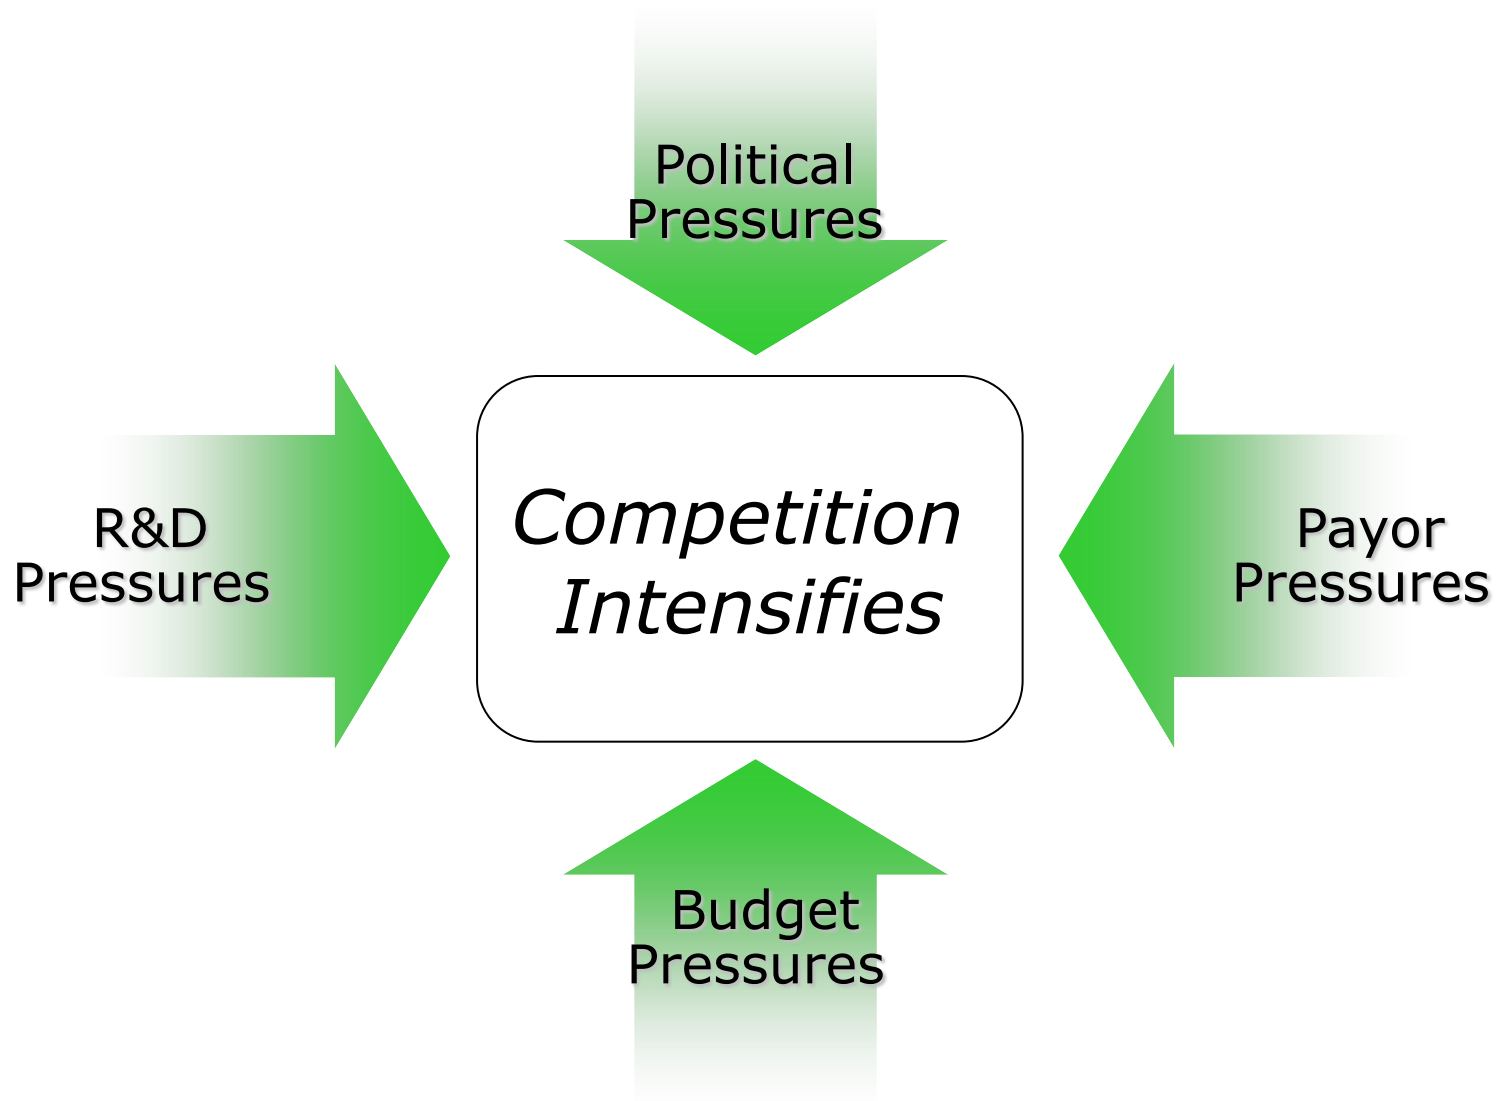 Political
Pressures
R&D
Pressures
Competition
Intensifies
Payor
Pressures
Budget
Pressures